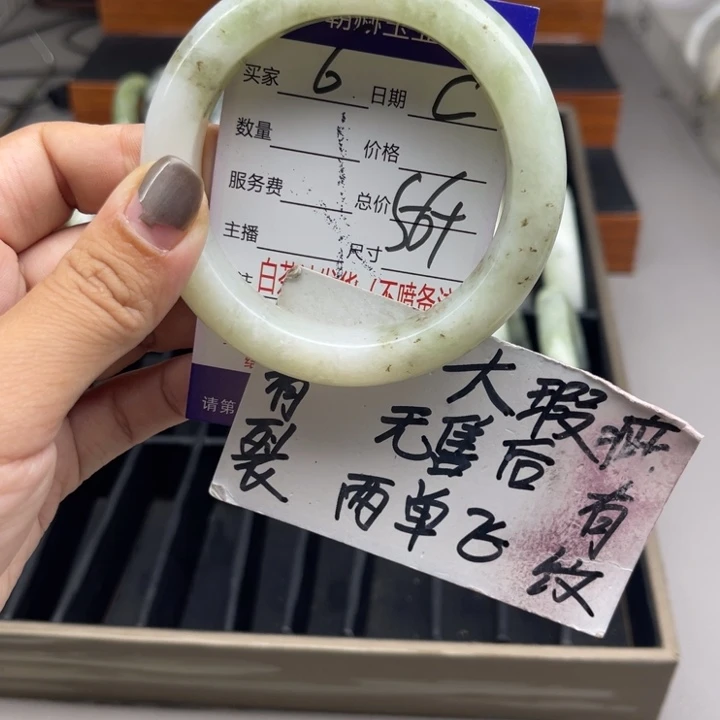 买家 6 日期 C
数量 价格
服务费 总价 564
主播 尺寸
请第
有裂
大瑕疵
无售后
两单飞
有纹